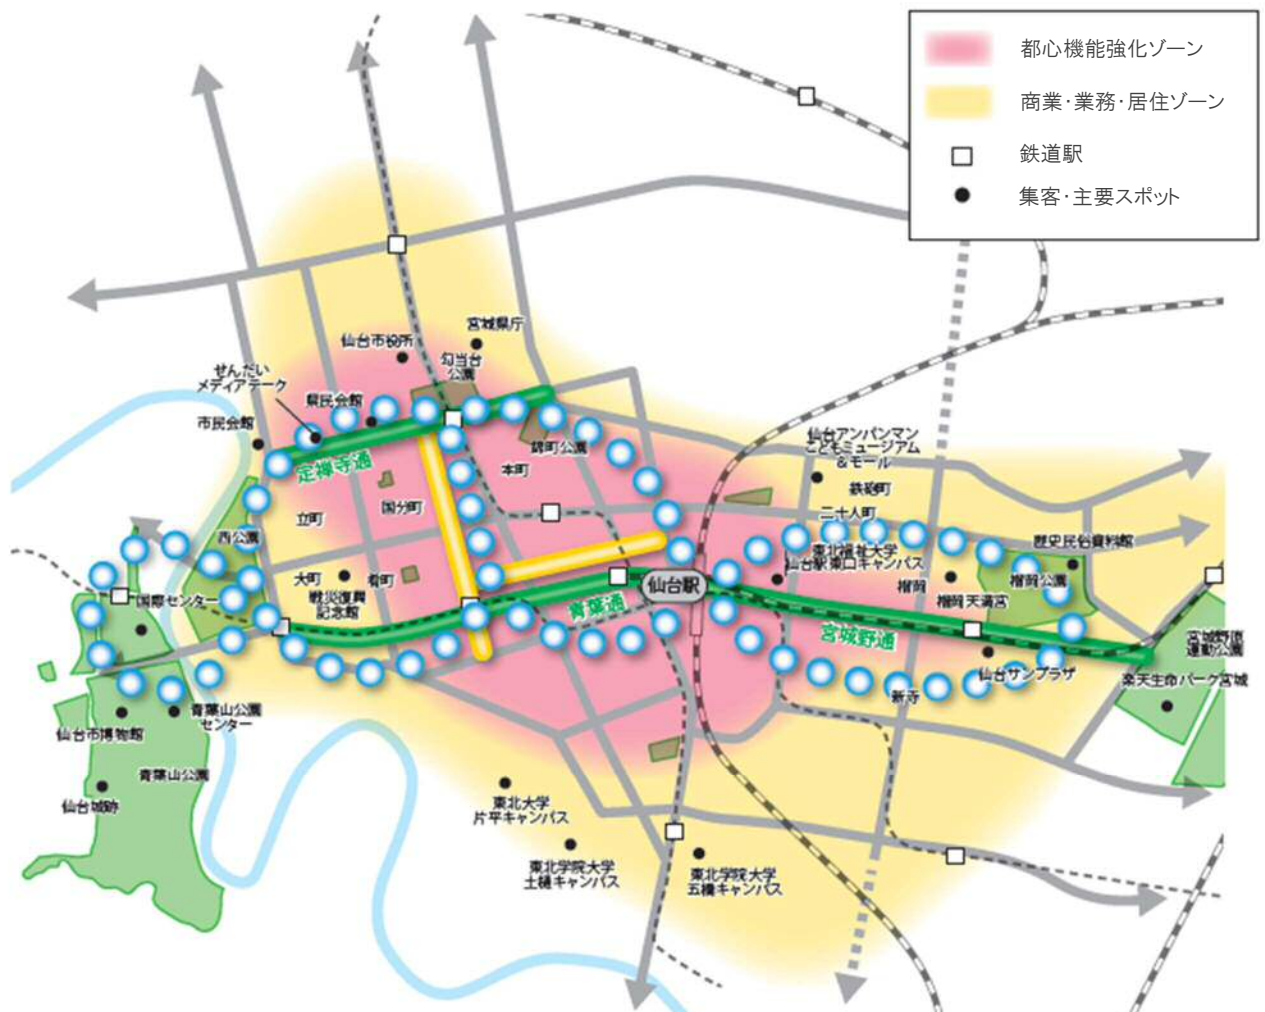 都心機能強化ゾーン
商業・業務・居住ゾーン
鉄道駅
集客・主要スポット
宮城県庁
仙台市役所
勾当台
公園
せんだい
メディアテーク
県民会館
市民会館
定禅寺通
錦町公園
本町
国分町
立町
西公園
大町
肴町
戦災復興
記念館
国際センター
青葉通
仙台駅
仙台アンパンマン
こどもミュージアム
&モール
鉄砲町
二十人町
東北福祉大学
仙台駅東口キャンパス
歴史民俗資料館
榴岡
榴岡公園
榴岡天満宮
宮城野通
仙台サンプラザ
新寺
宮城野原
運動公園
楽天生命パーク宮城
青葉山公園
センター
仙台市博物館
青葉山公園
仙台城跡
東北大学
片平キャンパス
東北学院大学
土樋キャンパス
東北学院大学
五橋キャンパス